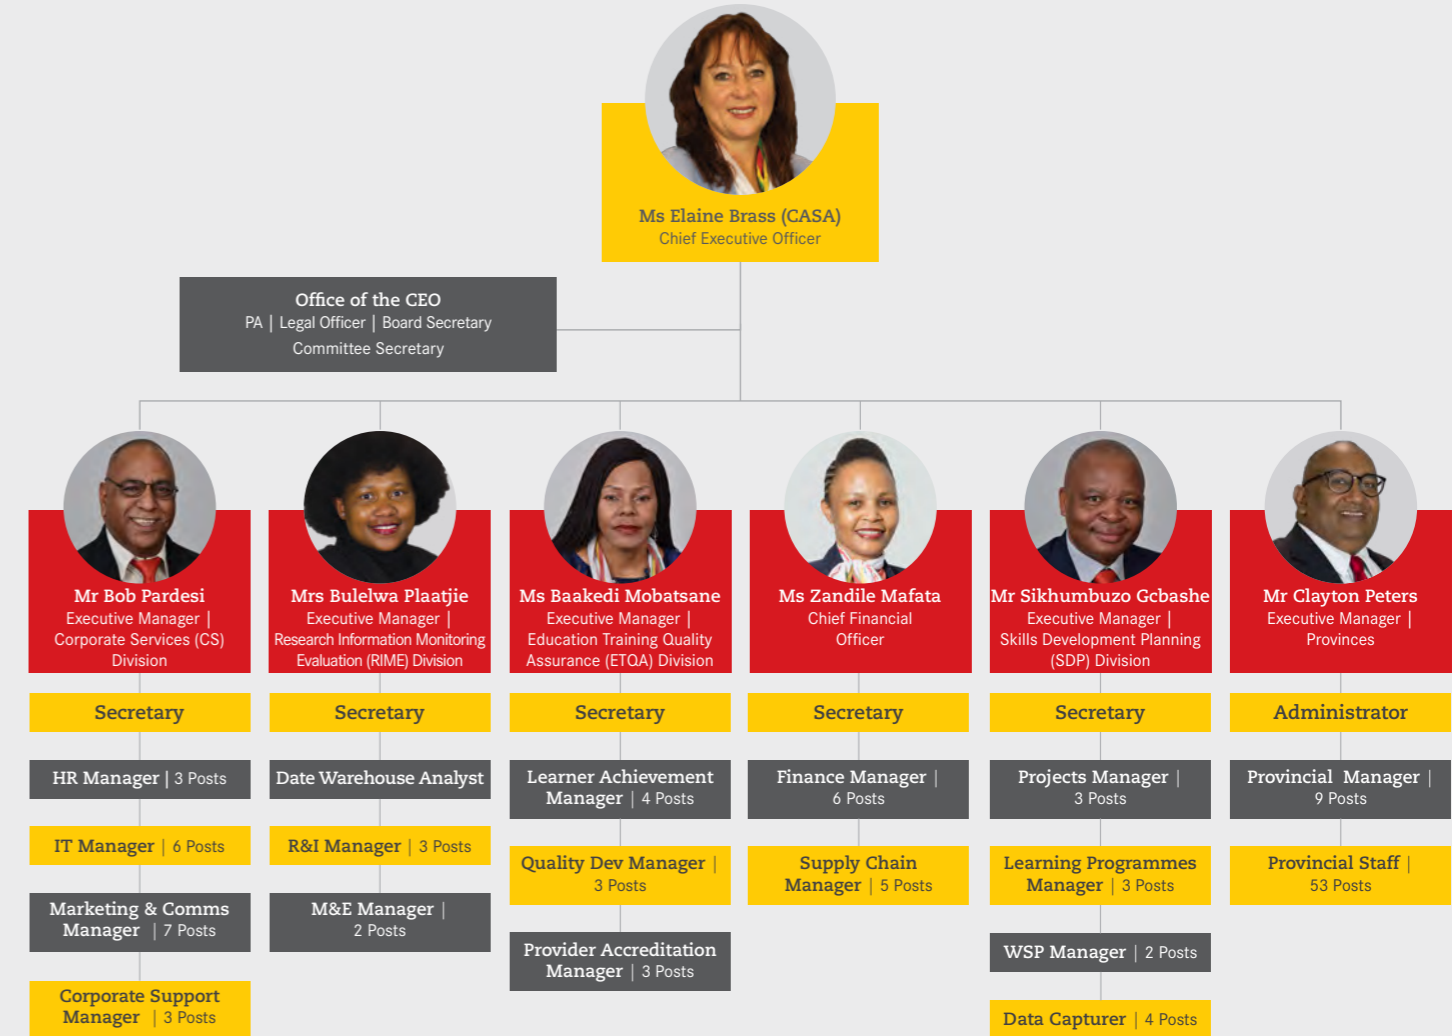 Ms Elaine Brass (CASA)
Chief Executive Officer
Office of the CEO
PA | Legal Officer | Board Secretary
Committee Secretary
Mr Bob Pardesi
Executive Manager |
Corporate Services (CS)
Division
Mrs Bulelwa Plaatjie
Executive Manager |
Research Information Monitoring
Evaluation (RIME) Division
Ms Baakedi Mobatsane
Executive Manager |
Education Training Quality
Assurance (ETQA) Division
Ms Zandile Mafata
Chief Financial
Officer
Mr Sikhumbuzo Gcbashe
Executive Manager |
Skills Development Planning
(SDP) Division
Mr Clayton Peters
Executive Manager |
Provinces
Secretary
Secretary
Secretary
Secretary
Secretary
Administrator
HR Manager | 3 Posts
Date Warehouse Analyst
Learner Achievement
Manager | 4 Posts
Finance Manager |
6 Posts
Projects Manager |
3 Posts
Provincial Manager |
9 Posts
IT Manager | 6 Posts
R&I Manager | 3 Posts
Quality Dev Manager |
3 Posts
Supply Chain
Manager | 5 Posts
Learning Programmes
Manager | 3 Posts
Provincial Staff |
53 Posts
Marketing & Comms
Manager | 7 Posts
M&E Manager |
2 Posts
Provider Accreditation
Manager | 3 Posts
WSP Manager | 2 Posts
Corporate Support
Manager | 3 Posts
Data Capturer | 4 Posts